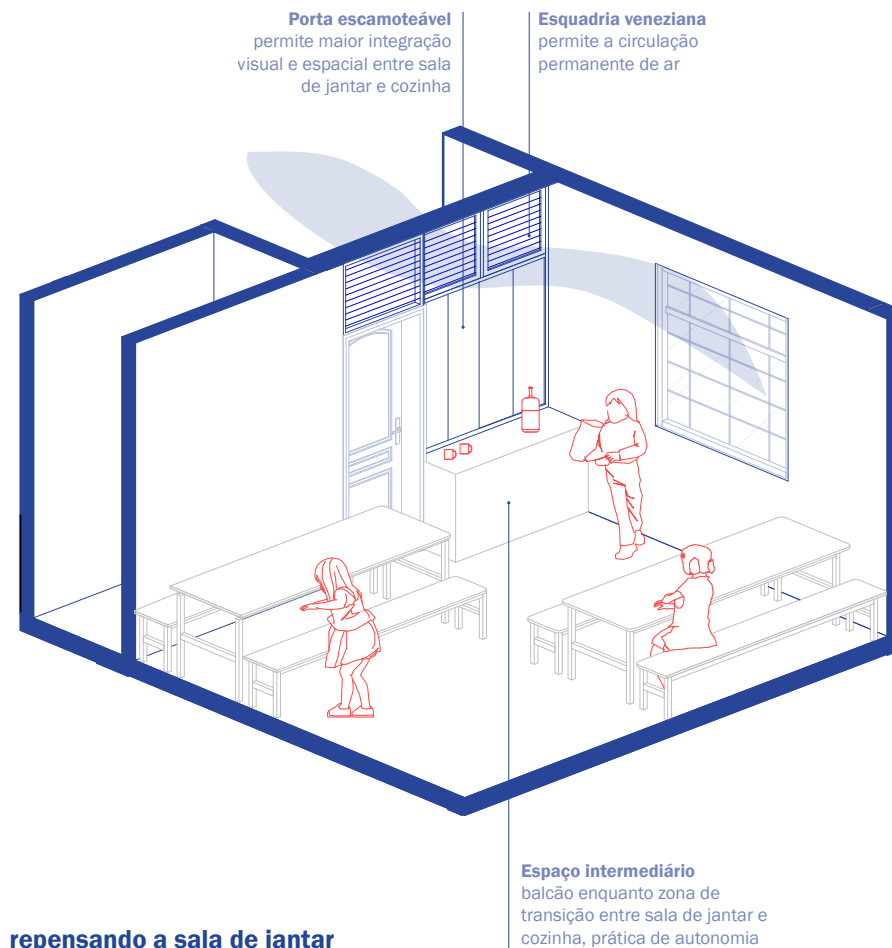 Porta escamoteável
permite maior integração
visual e espacial entre sala
de jantar e cozinha
Esquadria veneziana
permite a circulação
permanente de ar
Espaço intermediário
balcão enquanto zona de
transição entre sala de jantar e
cozinha, prática de autonomia
repensando a sala de jantar